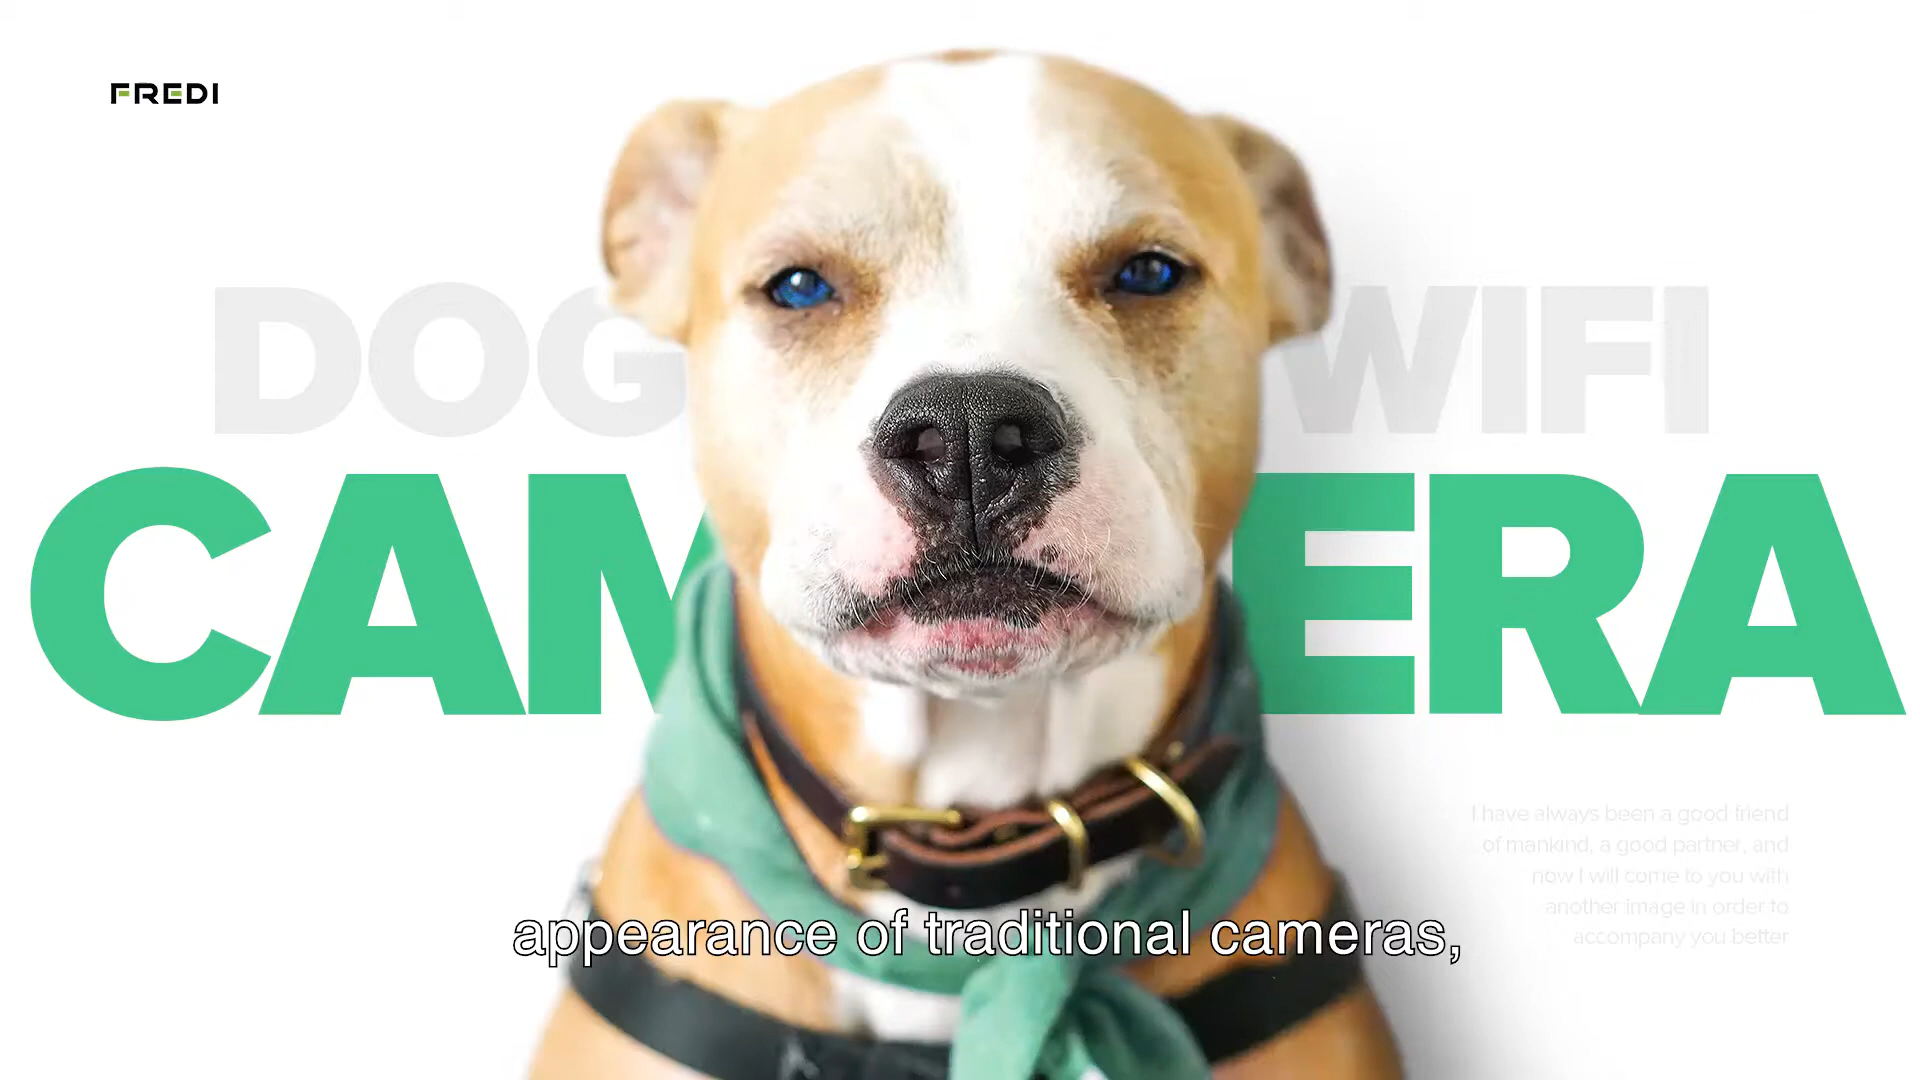 FREDI
DOG WIFI
CAMERA
I have always been a good friend
of mankind, a good partner, and
now I will come to you with
another image in order to
accompany you better
appearance of traditional cameras,